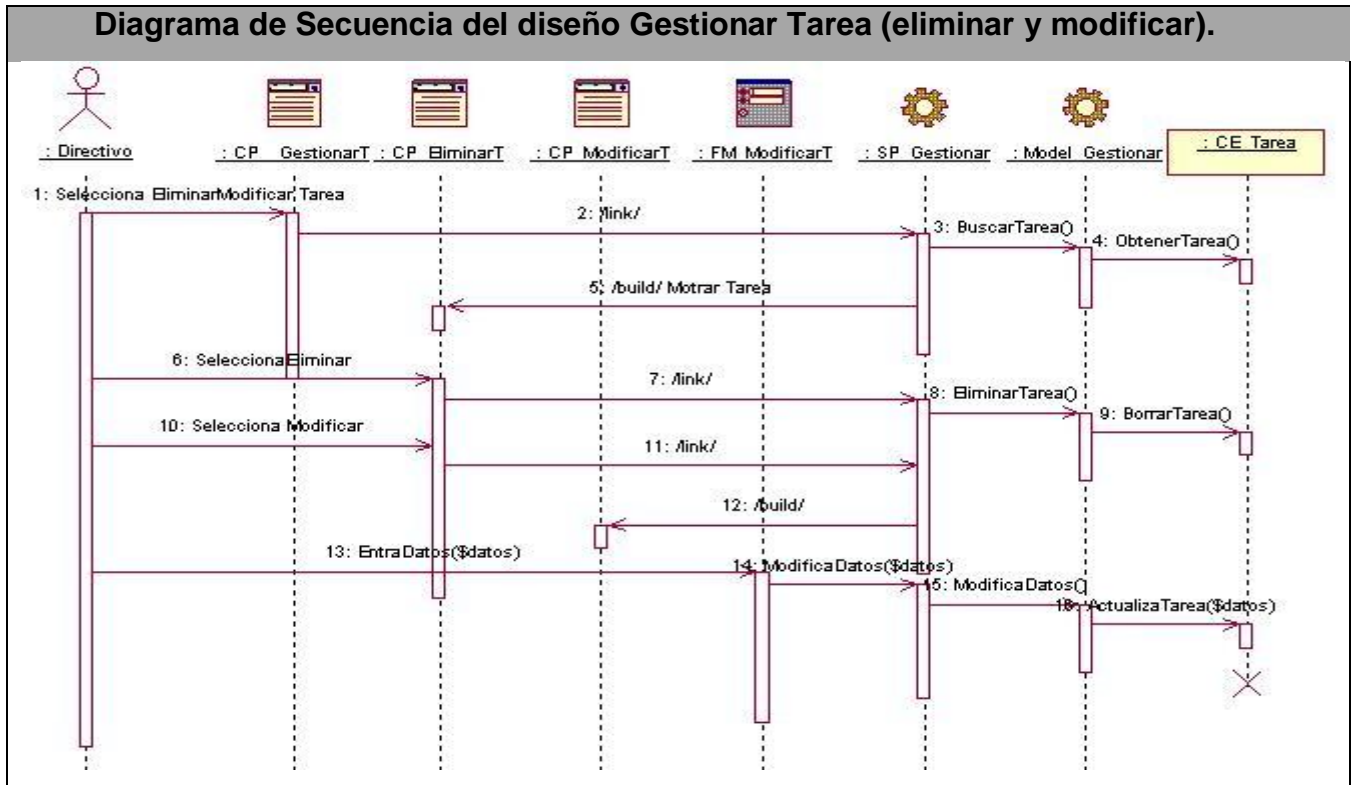 Diagrama de Secuencia del diseño Gestionar Tarea (eliminar y modificar).
: Directivo
: CP_ GestionarT
: CP_EliminarT
: CP_ModificarT
: FM_ModificarT
: SP_Gestionar
: Model_Gestionar
: CE_Tarea
1: Selecciona EliminarModificar Tarea
2: /link/
3: BuscarTarea()
4: ObtenerTarea()
5: /build/ Motrar Tarea
6: Selecciona Eliminar
7: /link/
8: EliminarTarea()
9: BorrarTarea()
10: Selecciona Modificar
11: /link/
12: /build/
13: EntraDatos($datos)
14: ModificaDatos($datos)
15: ModificaDatos()
16: ActualizaTarea($datos)